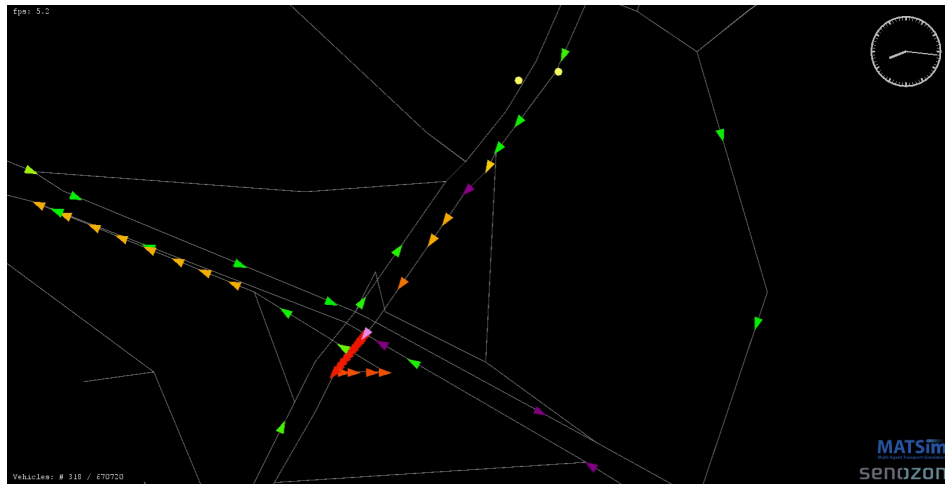 fps: 5.2
MATSim
Multi-Agent Transport Simulation
senozon
Vehicles: # 318 / 670720